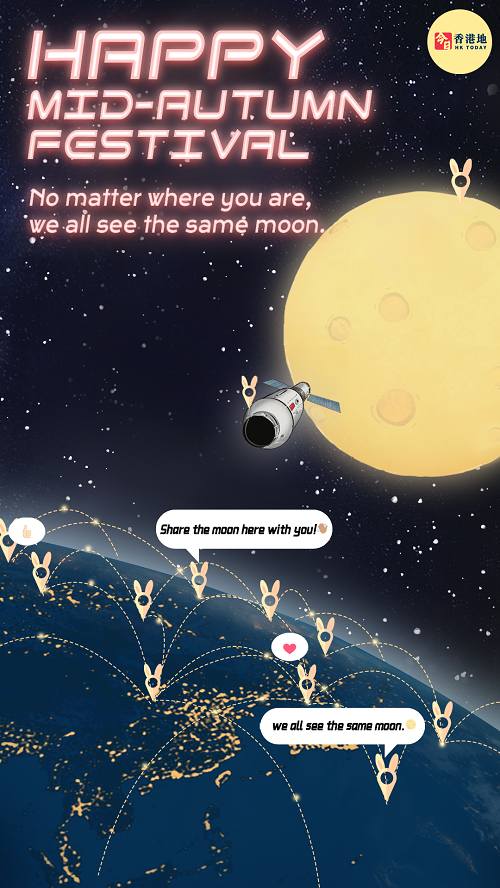 HAPPY
MID-AUTUMN
FESTIVAL
今日 香港地
HK TODAY
No matter where you are,
we all see the same moon.
Share the moon here with you!
we all see the same moon.